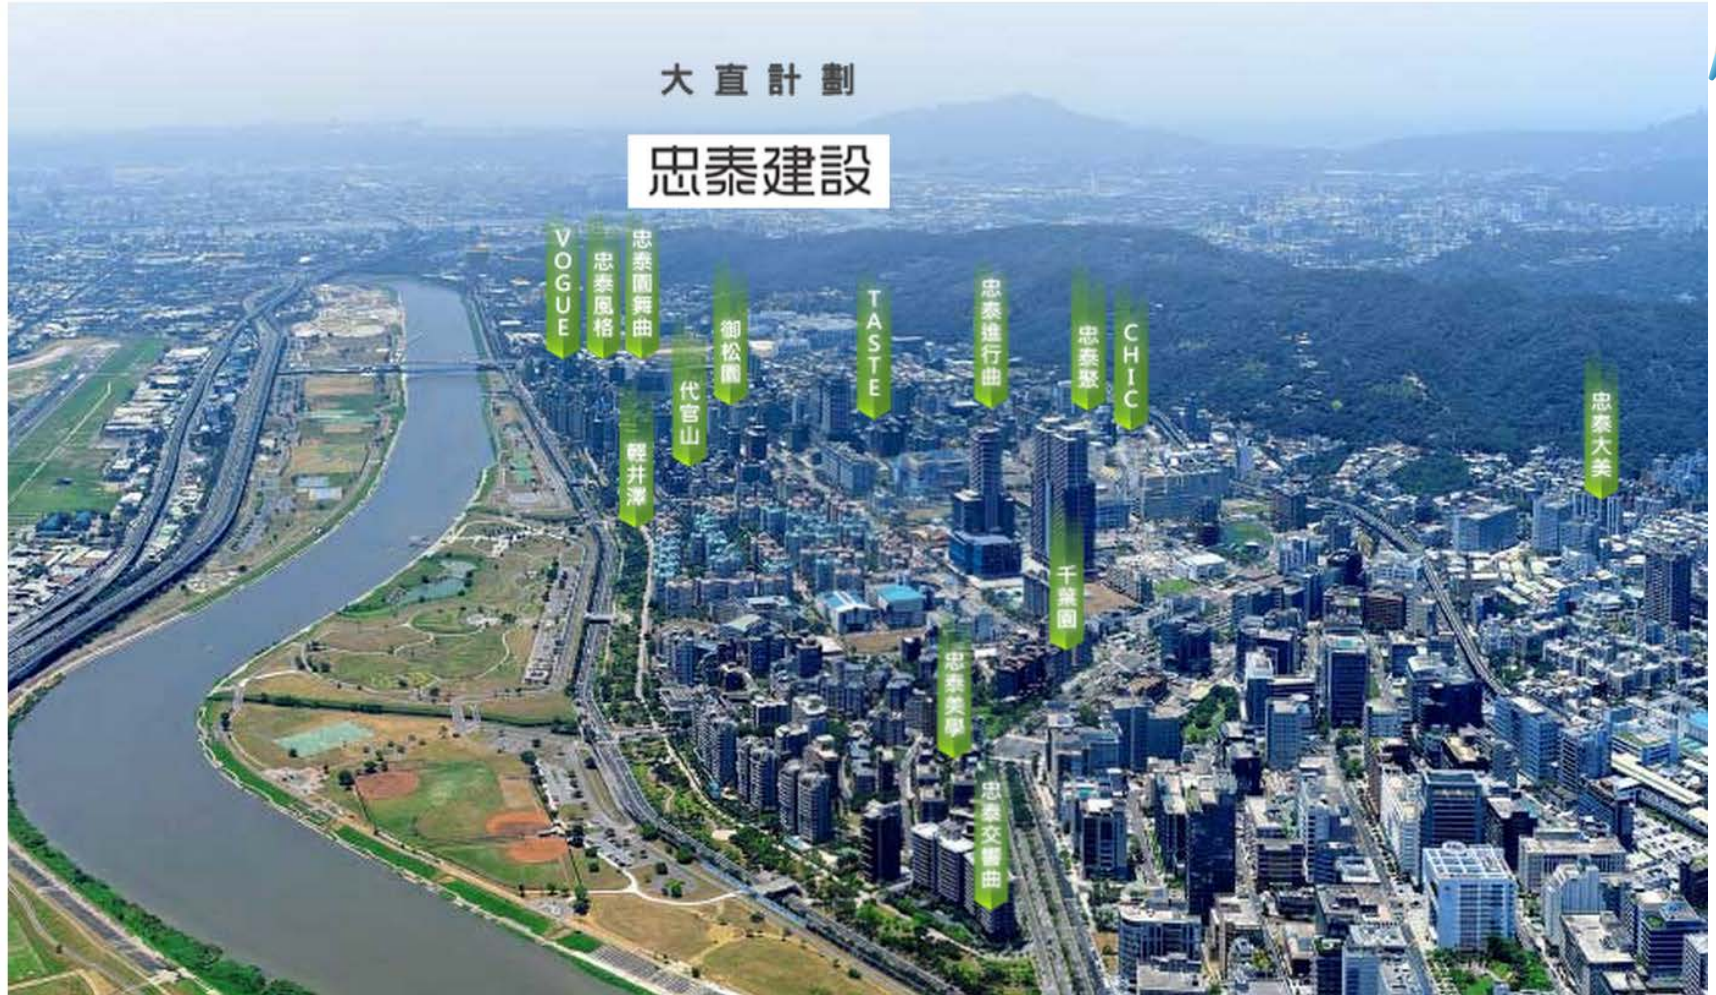 大直計劃
忠泰建設
VOGUE
忠泰風格
忠泰圓舞曲
輕井澤
代官山
御松園
TASTE
忠泰進行曲
忠泰聚
CHIC
忠泰大美
千葉園
忠泰美學
忠泰交響曲